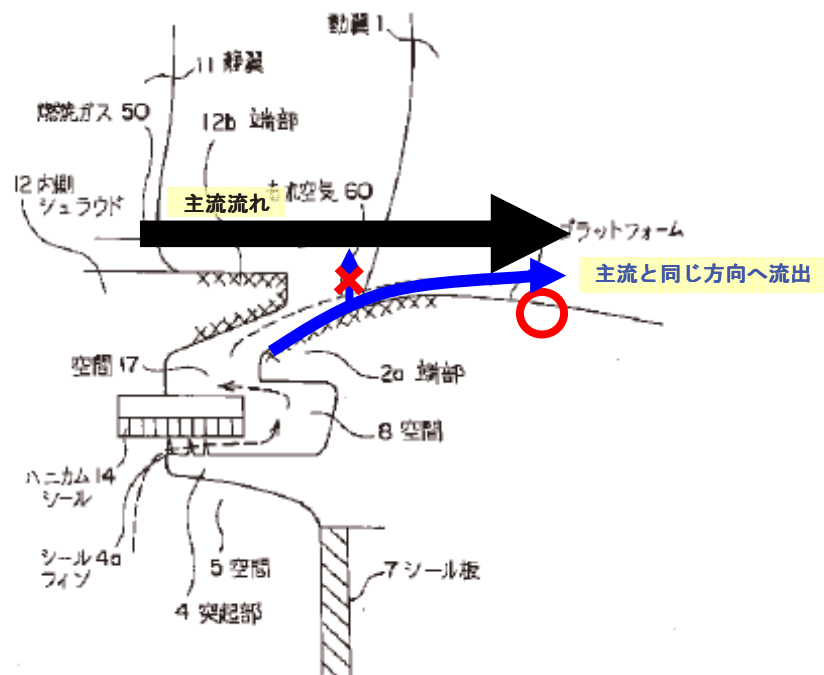 動翼 1
11 静翼
燃焼ガス 50
12b 端部
12 内側
シュラウド
空気 60
主流流れ
プラットフォーム
主流と同じ方向へ流出
空間 17
2a 端部
8 空間
ハニカム 14
シール
シール 4a
フィン
5 空間
4 突起部
7 シール板